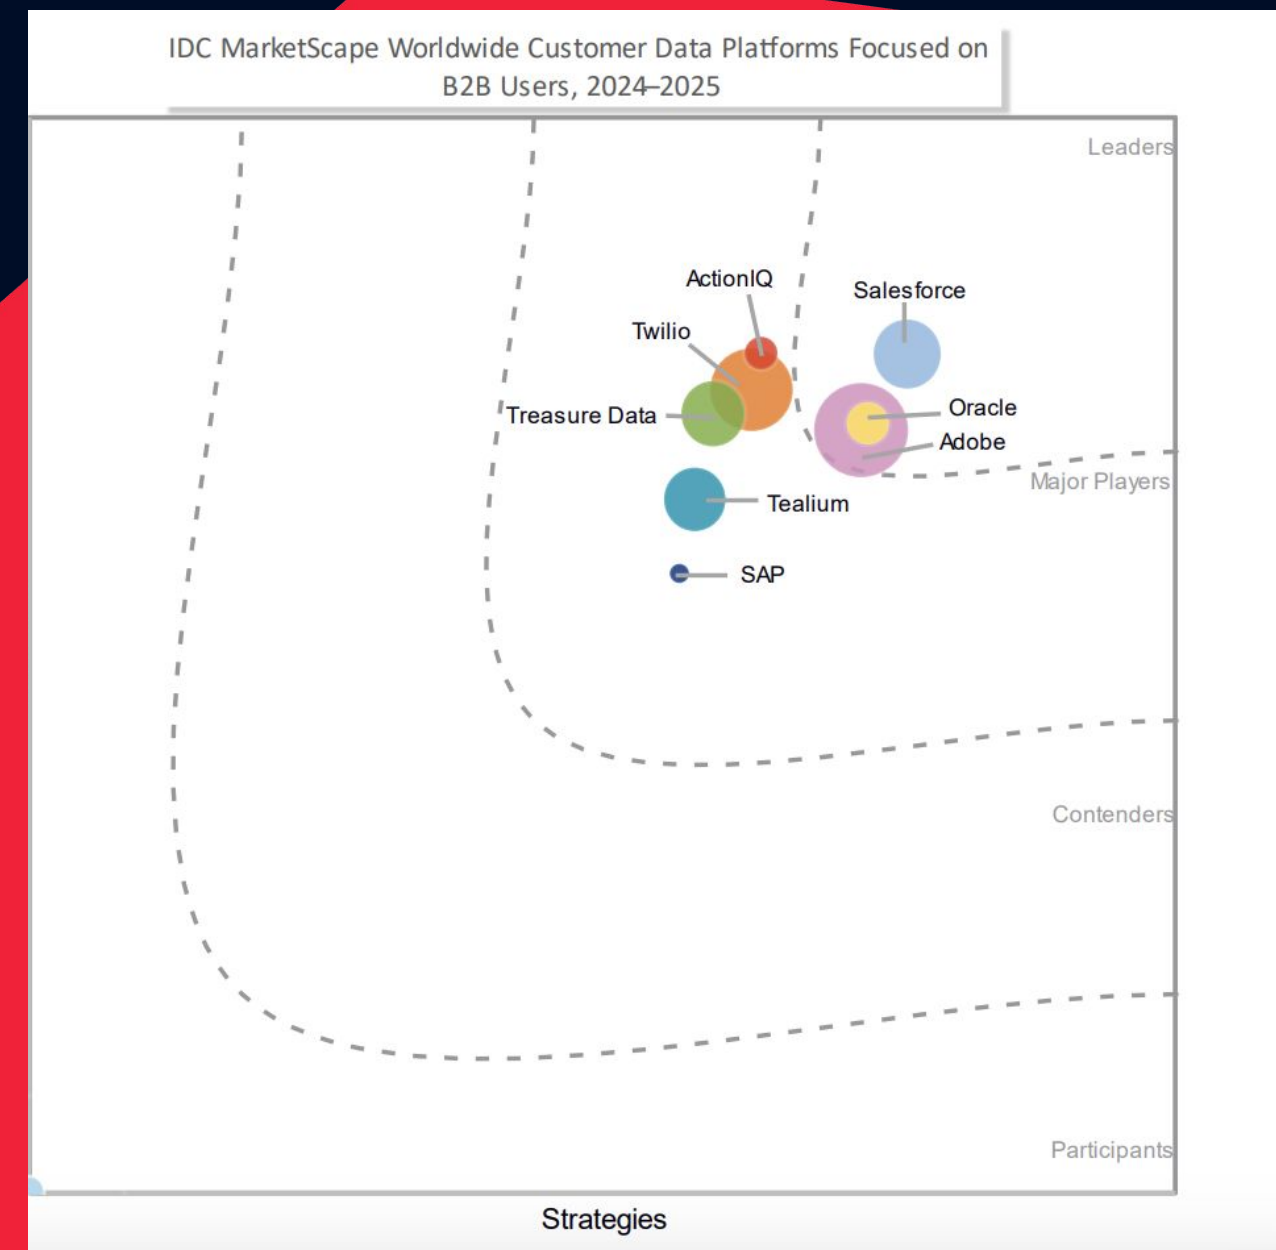 IDC MarketScape Worldwide Customer Data Platforms Focused on
B2B Users, 2024–2025
Leaders
ActionIQ
Salesforce
Twilio
Oracle
Treasure Data
Adobe
Major Players
Tealium
SAP
Contenders
Participants
Strategies